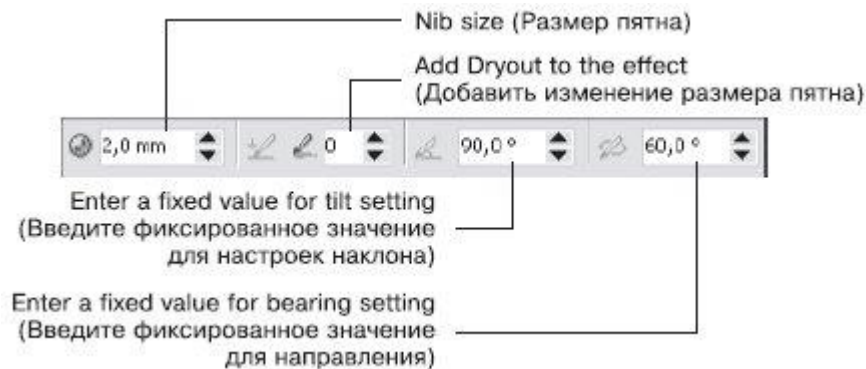 Nib size (Размер пятна)
Add Dryout to the effect
(Добавить изменение размера пятна)
2,0 mm 0 90,0 ° 60,0 °
Enter a fixed value for tilt setting
(Введите фиксированное значение
для настроек наклона)
Enter a fixed value for bearing setting
(Введите фиксированное значение
для направления)